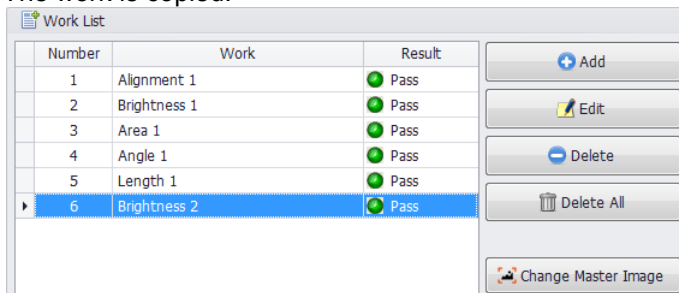 The work is copied.
Work List
Number Work Result
1 Alignment 1 Pass
2 Brightness 1 Pass
3 Area 1 Pass
4 Angle 1 Pass
5 Length 1 Pass
6 Brightness 2 Pass
Add
Edit
Delete
Delete All
Change Master Image